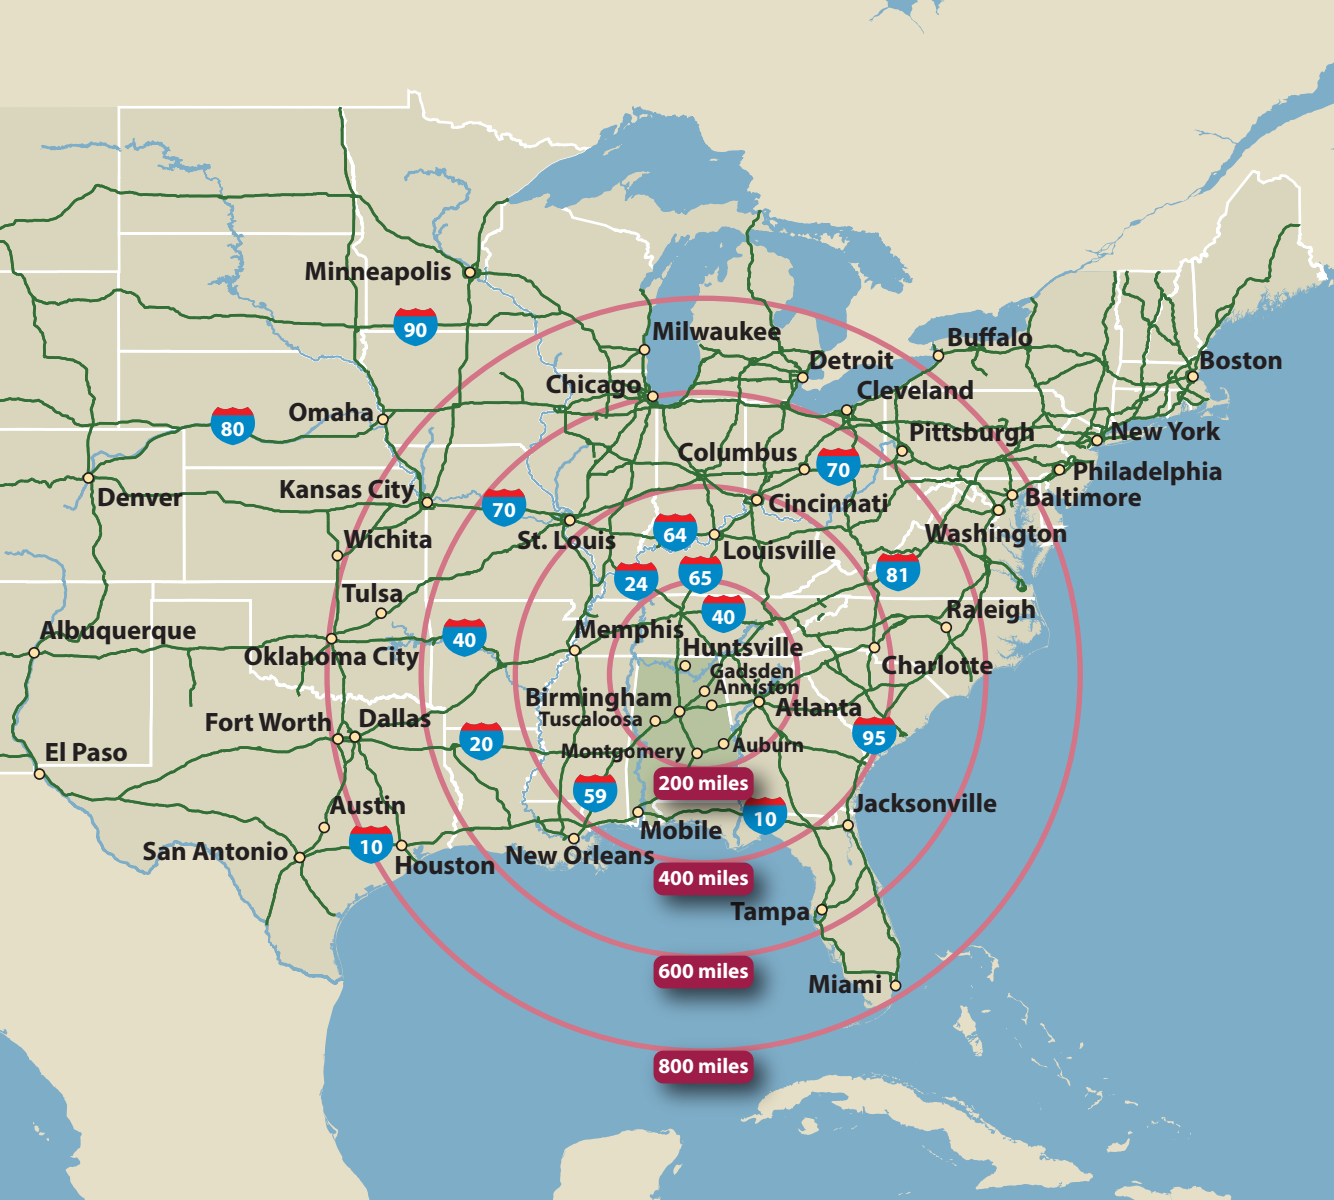 Minneapolis
90
Milwaukee
Buffalo
Detroit
Boston
Chicago
Cleveland
Omaha
80
Pittsburgh
New York
Columbus
70
Philadelphia
Denver
Kansas City
70
Cincinnati
Baltimore
Wichita
St. Louis
64
Louisville
Washington
24
65
81
Tulsa
40
Raleigh
Albuquerque
40
Memphis
Huntsville
Oklahoma City
Charlotte
Gadsden
Anniston
Birmingham
Atlanta
Fort Worth
Dallas
Tuscaloosa
20
95
El Paso
Montgomery
Auburn
200 miles
59
Austin
Jacksonville
10
Mobile
San Antonio
10
Houston
New Orleans
400 miles
Tampa
600 miles
Miami
800 miles